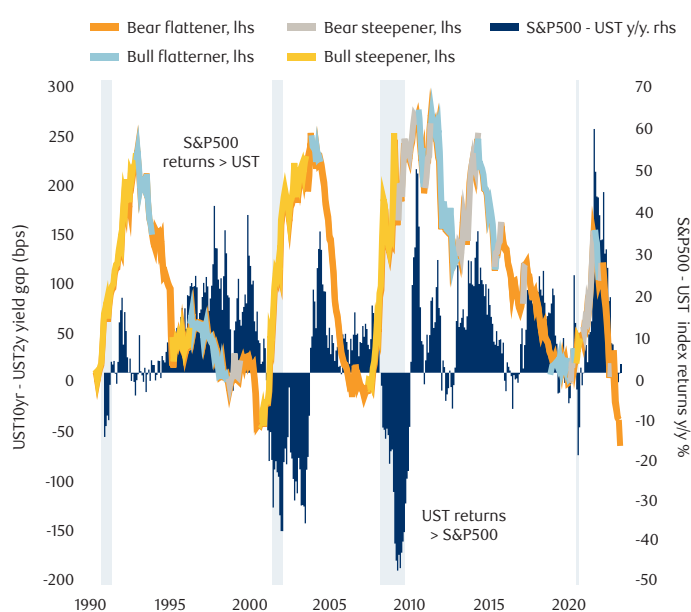 Bear flattener, lhs
Bear steepener, lhs
S&P500 - UST y/y. rhs
Bull flatterner, lhs
Bull steepener, lhs
UST10yr - UST2y yield gap (bps)
300
250
200
150
100
50
0
-50
-100
-150
-200
S&P500
returns > UST
UST returns
> S&P500
70
60
50
40
30
20
10
0
-10
-20
-30
-40
-50
S&P500 - UST index returns y/y %
1990
1995
2000
2005
2010
2015
2020